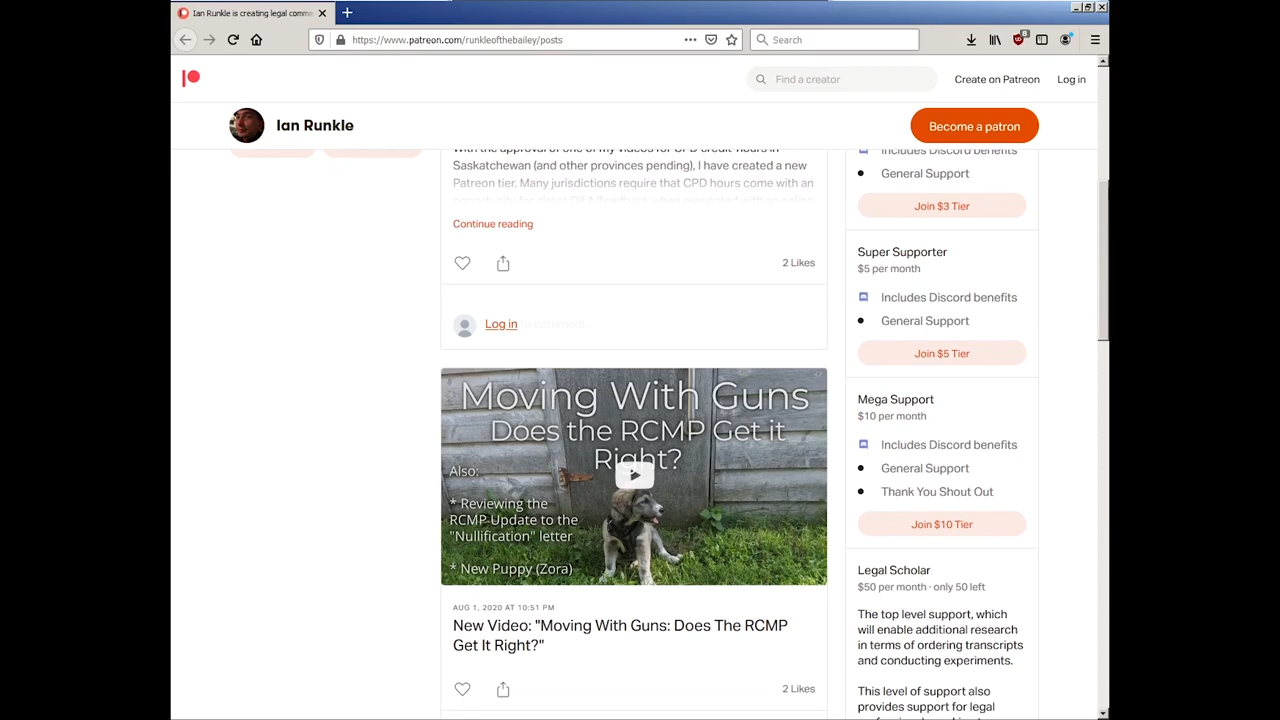 Ian Runkle is creating legal comme
https://www.patreon.com/runkleofthebailey/posts
Search
8
Find a creator
Create on Patreon
Log in
Ian Runkle
Become a patron
With the approval of one of my videos for CPD credit-hours in
Saskatchewan (and other provinces pending), I have created a new
Patreon tier. Many jurisdictions require that CPD hours come with an
Continue reading
2 Likes
Log in to comment...
Moving With Guns
Does the RCMP Get it
Right?
Also:
* Reviewing the
RCMP Update to the
"Nullification" letter
* New Puppy (Zora)
AUG 1, 2020 AT 10:51 PM
New Video: "Moving With Guns: Does The RCMP
Get It Right?"
2 Likes
Includes Discord benefits
General Support
Join $3 Tier
Super Supporter
$5 per month
Includes Discord benefits
General Support
Join $5 Tier
Mega Support
$10 per month
Includes Discord benefits
General Support
Thank You Shout Out
Join $10 Tier
Legal Scholar
$50 per month · only 50 left
The top level support, which
will enable additional research
in terms of ordering transcripts
and conducting experiments.
This level of support also
provides support for legal